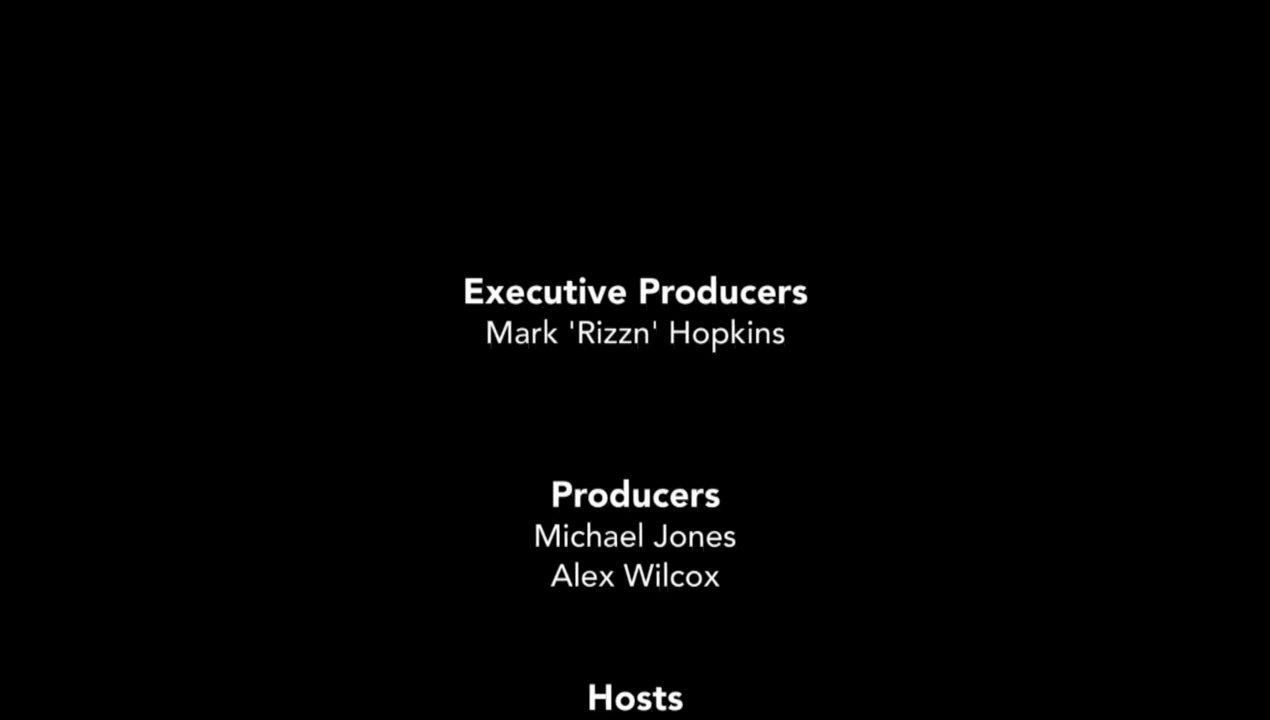 Executive Producers
Mark 'Rizzn' Hopkins
Producers
Michael Jones
Alex Wilcox
Hosts